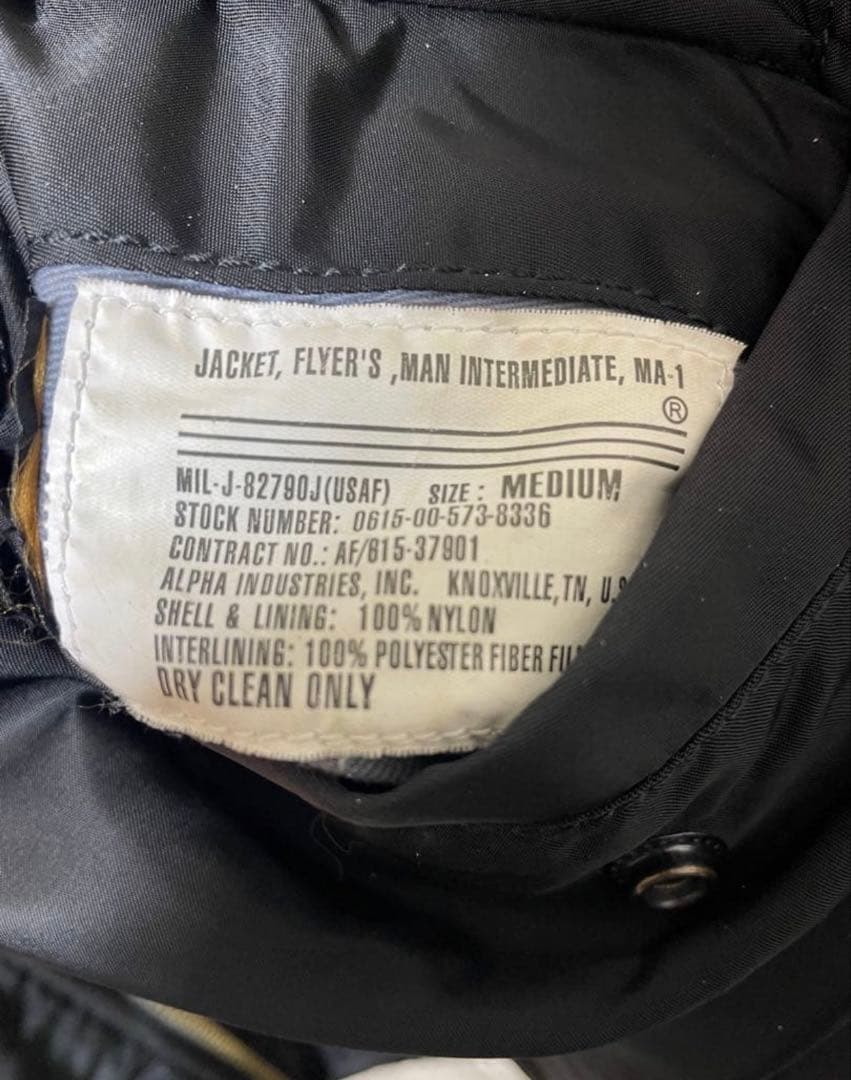 JACKET, FLYER'S ,MAN INTERMEDIATE, MA-1
®
MIL-J-82790J(USAF) SIZE: MEDIUM
STOCK NUMBER: 0615-00-573-8336
CONTRACT NO.: AF/615-37901
ALPHA INDUSTRIES, INC. KNOXVILLE,TN, U.S
SHELL & LINING: 100% NYLON
INTERLINING: 100% POLYESTER FIBER
DRY CLEAN ONLY